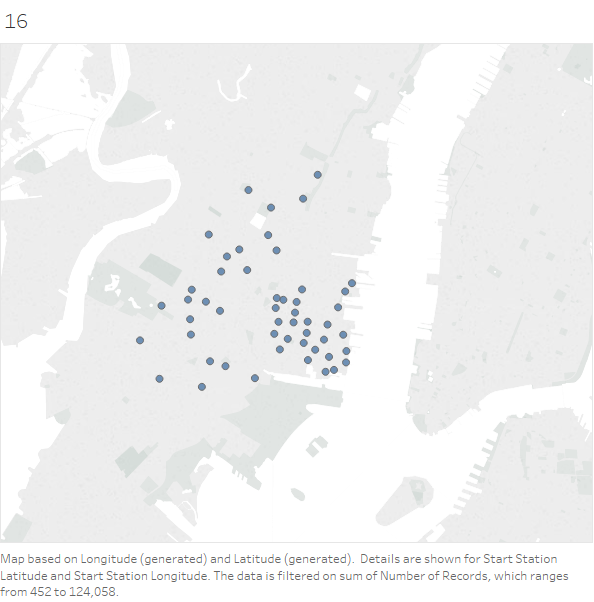 16
Map based on Longitude (generated) and Latitude (generated).  Details are shown for Start Station
Latitude and Start Station Longitude. The data is filtered on sum of Number of Records, which ranges
from 452 to 124,058.